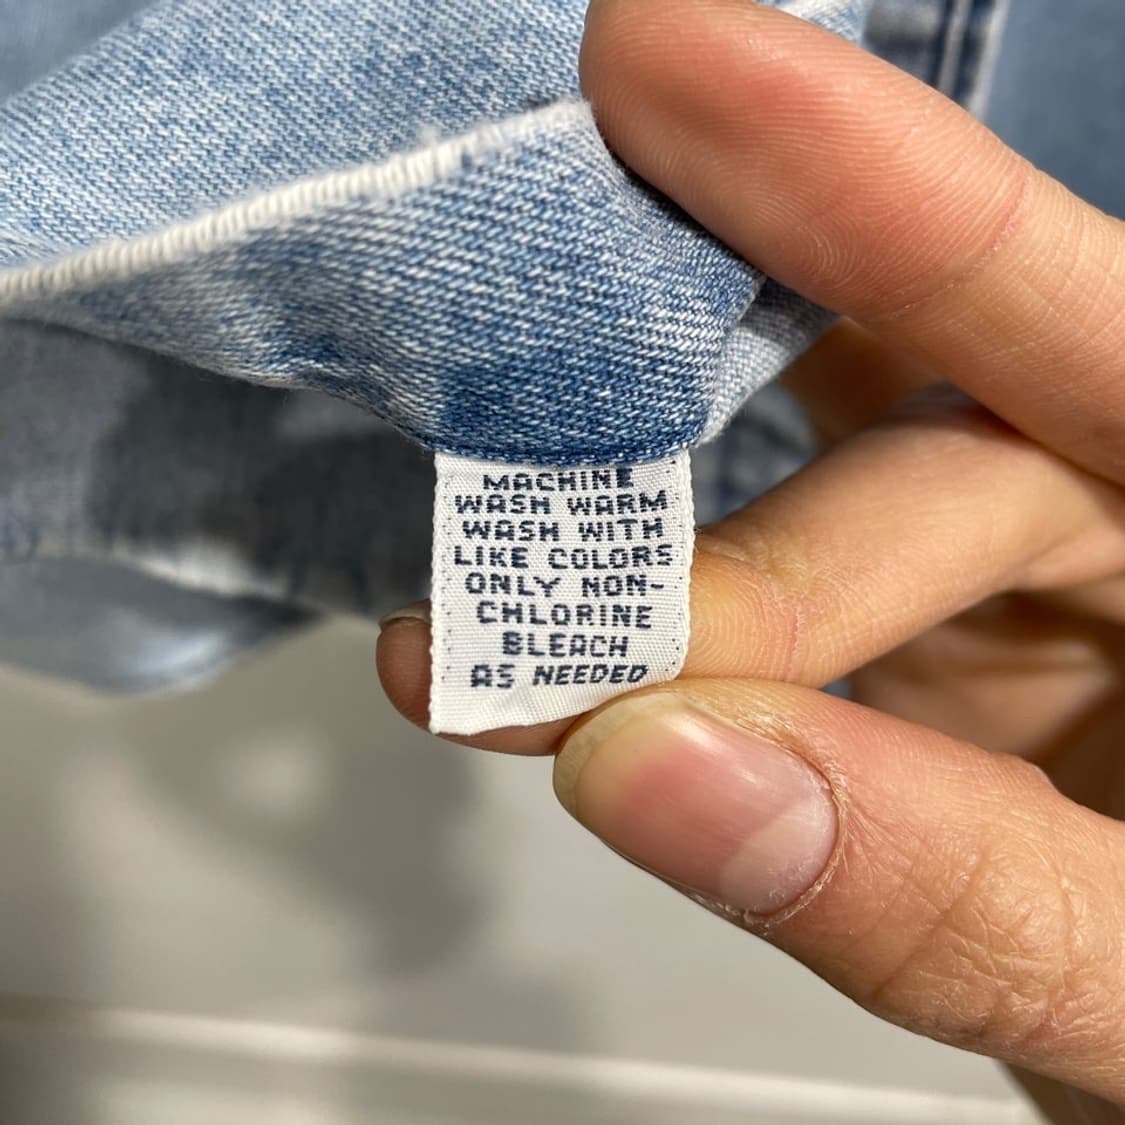 MACHINE
WASH WARM
WASH WITH
LIKE COLORS
ONLY NON-
CHLORINE
BLEACH
AS NEEDED